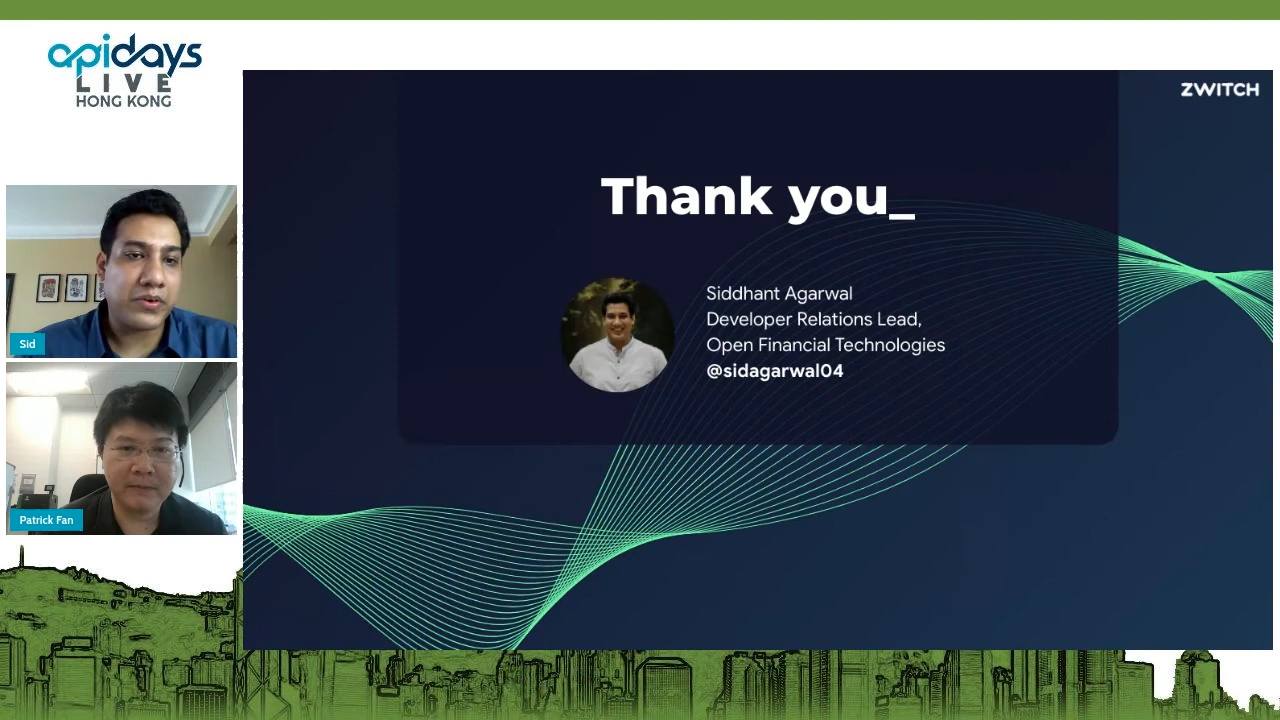 apidays
LIVE
HONG KONG
ZWITCH
Thank you_
Siddhant Agarwal
Developer Relations Lead,
Open Financial Technologies
@sidagarwal04
Sid
Patrick Fan